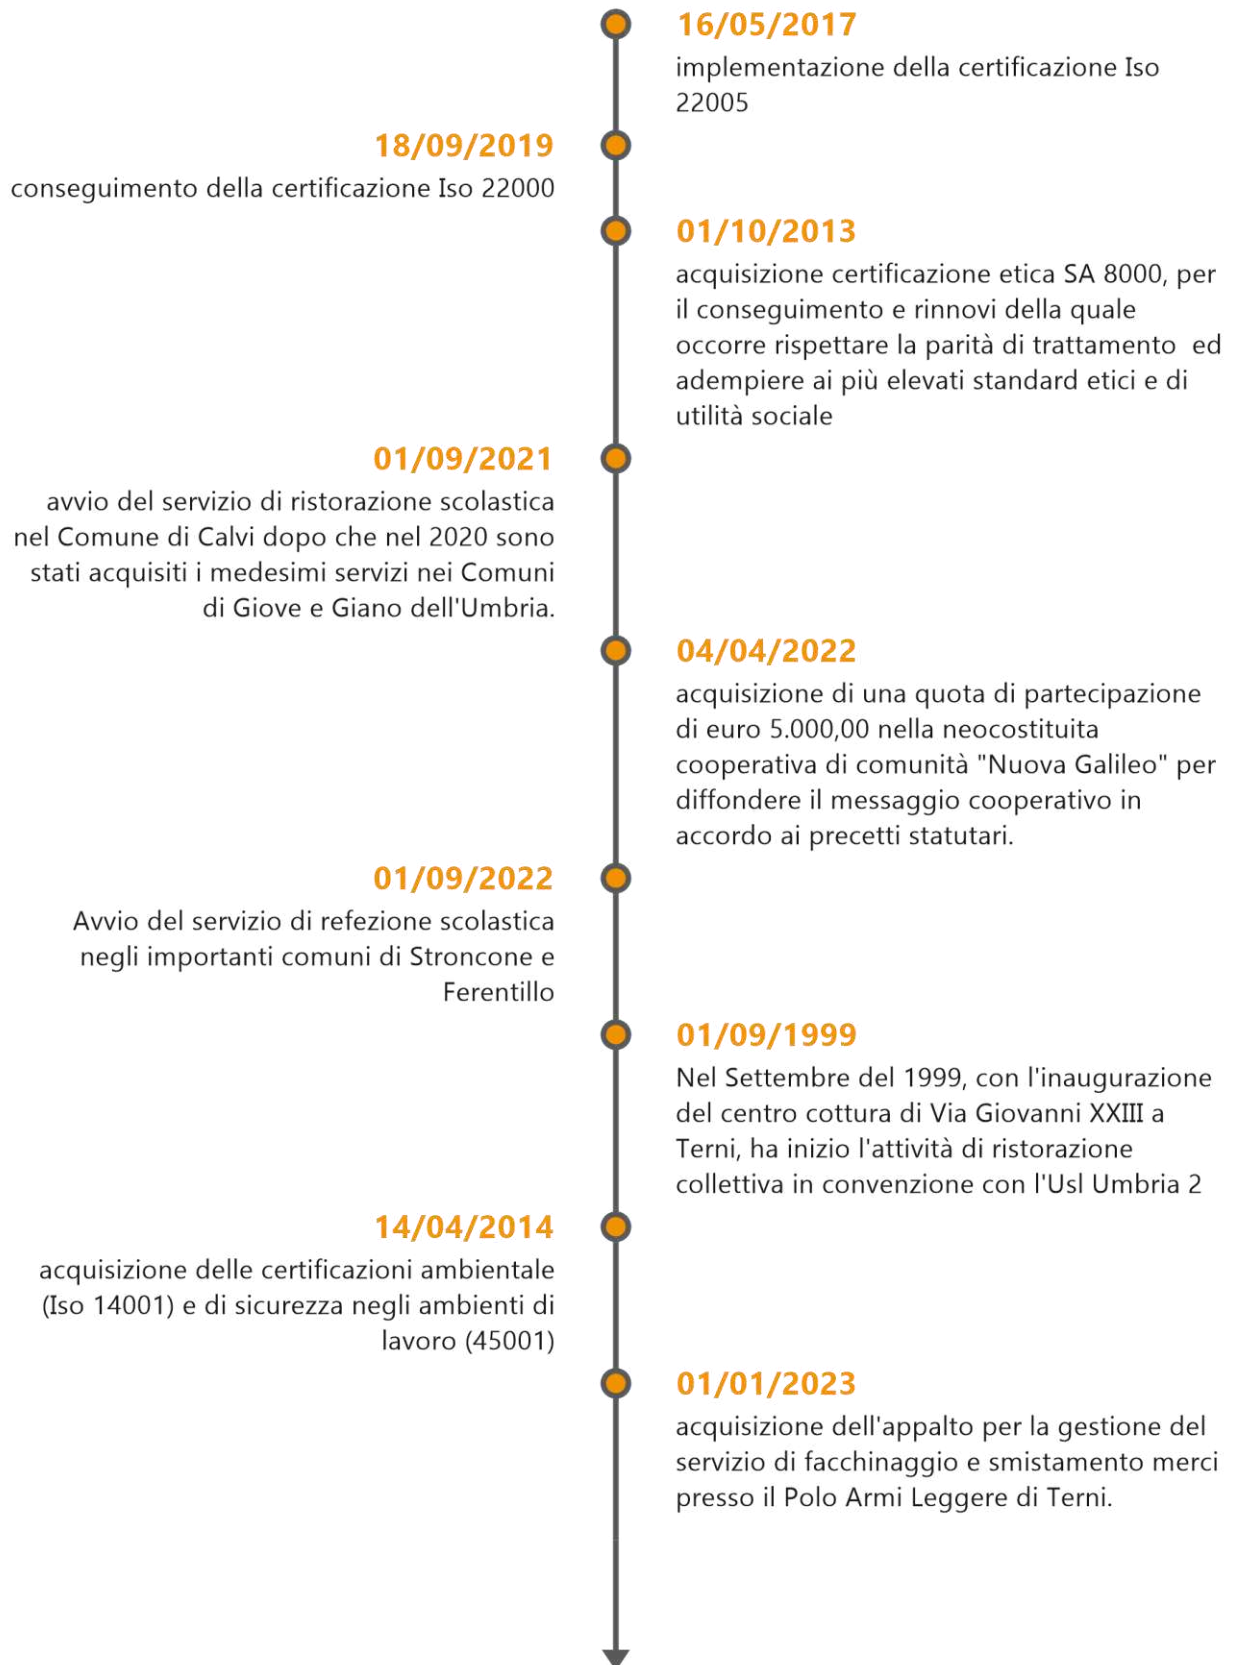 16/05/2017
implementazione della certificazione Iso
22005
18/09/2019
conseguimento della certificazione Iso 22000
01/10/2013
acquisizione certificazione etica SA 8000, per
il conseguimento e rinnovi della quale
occorre rispettare la parità di trattamento  ed
adempiere ai più elevati standard etici e di
utilità sociale
01/09/2021
avvio del servizio di ristorazione scolastica
nel Comune di Calvi dopo che nel 2020 sono
stati acquisiti i medesimi servizi nei Comuni
di Giove e Giano dell'Umbria.
04/04/2022
acquisizione di una quota di partecipazione
di euro 5.000,00 nella neocostituita
cooperativa di comunità "Nuova Galileo" per
diffondere il messaggio cooperativo in
accordo ai precetti statutari.
01/09/2022
Avvio del servizio di refezione scolastica
negli importanti comuni di Stroncone e
Ferentillo
01/09/1999
Nel Settembre del 1999, con l'inaugurazione
del centro cottura di Via Giovanni XXIII a
Terni, ha inizio l'attività di ristorazione
collettiva in convenzione con l'Usl Umbria 2
14/04/2014
acquisizione delle certificazioni ambientale
(Iso 14001) e di sicurezza negli ambienti di
lavoro (45001)
01/01/2023
acquisizione dell'appalto per la gestione del
servizio di facchinaggio e smistamento merci
presso il Polo Armi Leggere di Terni.